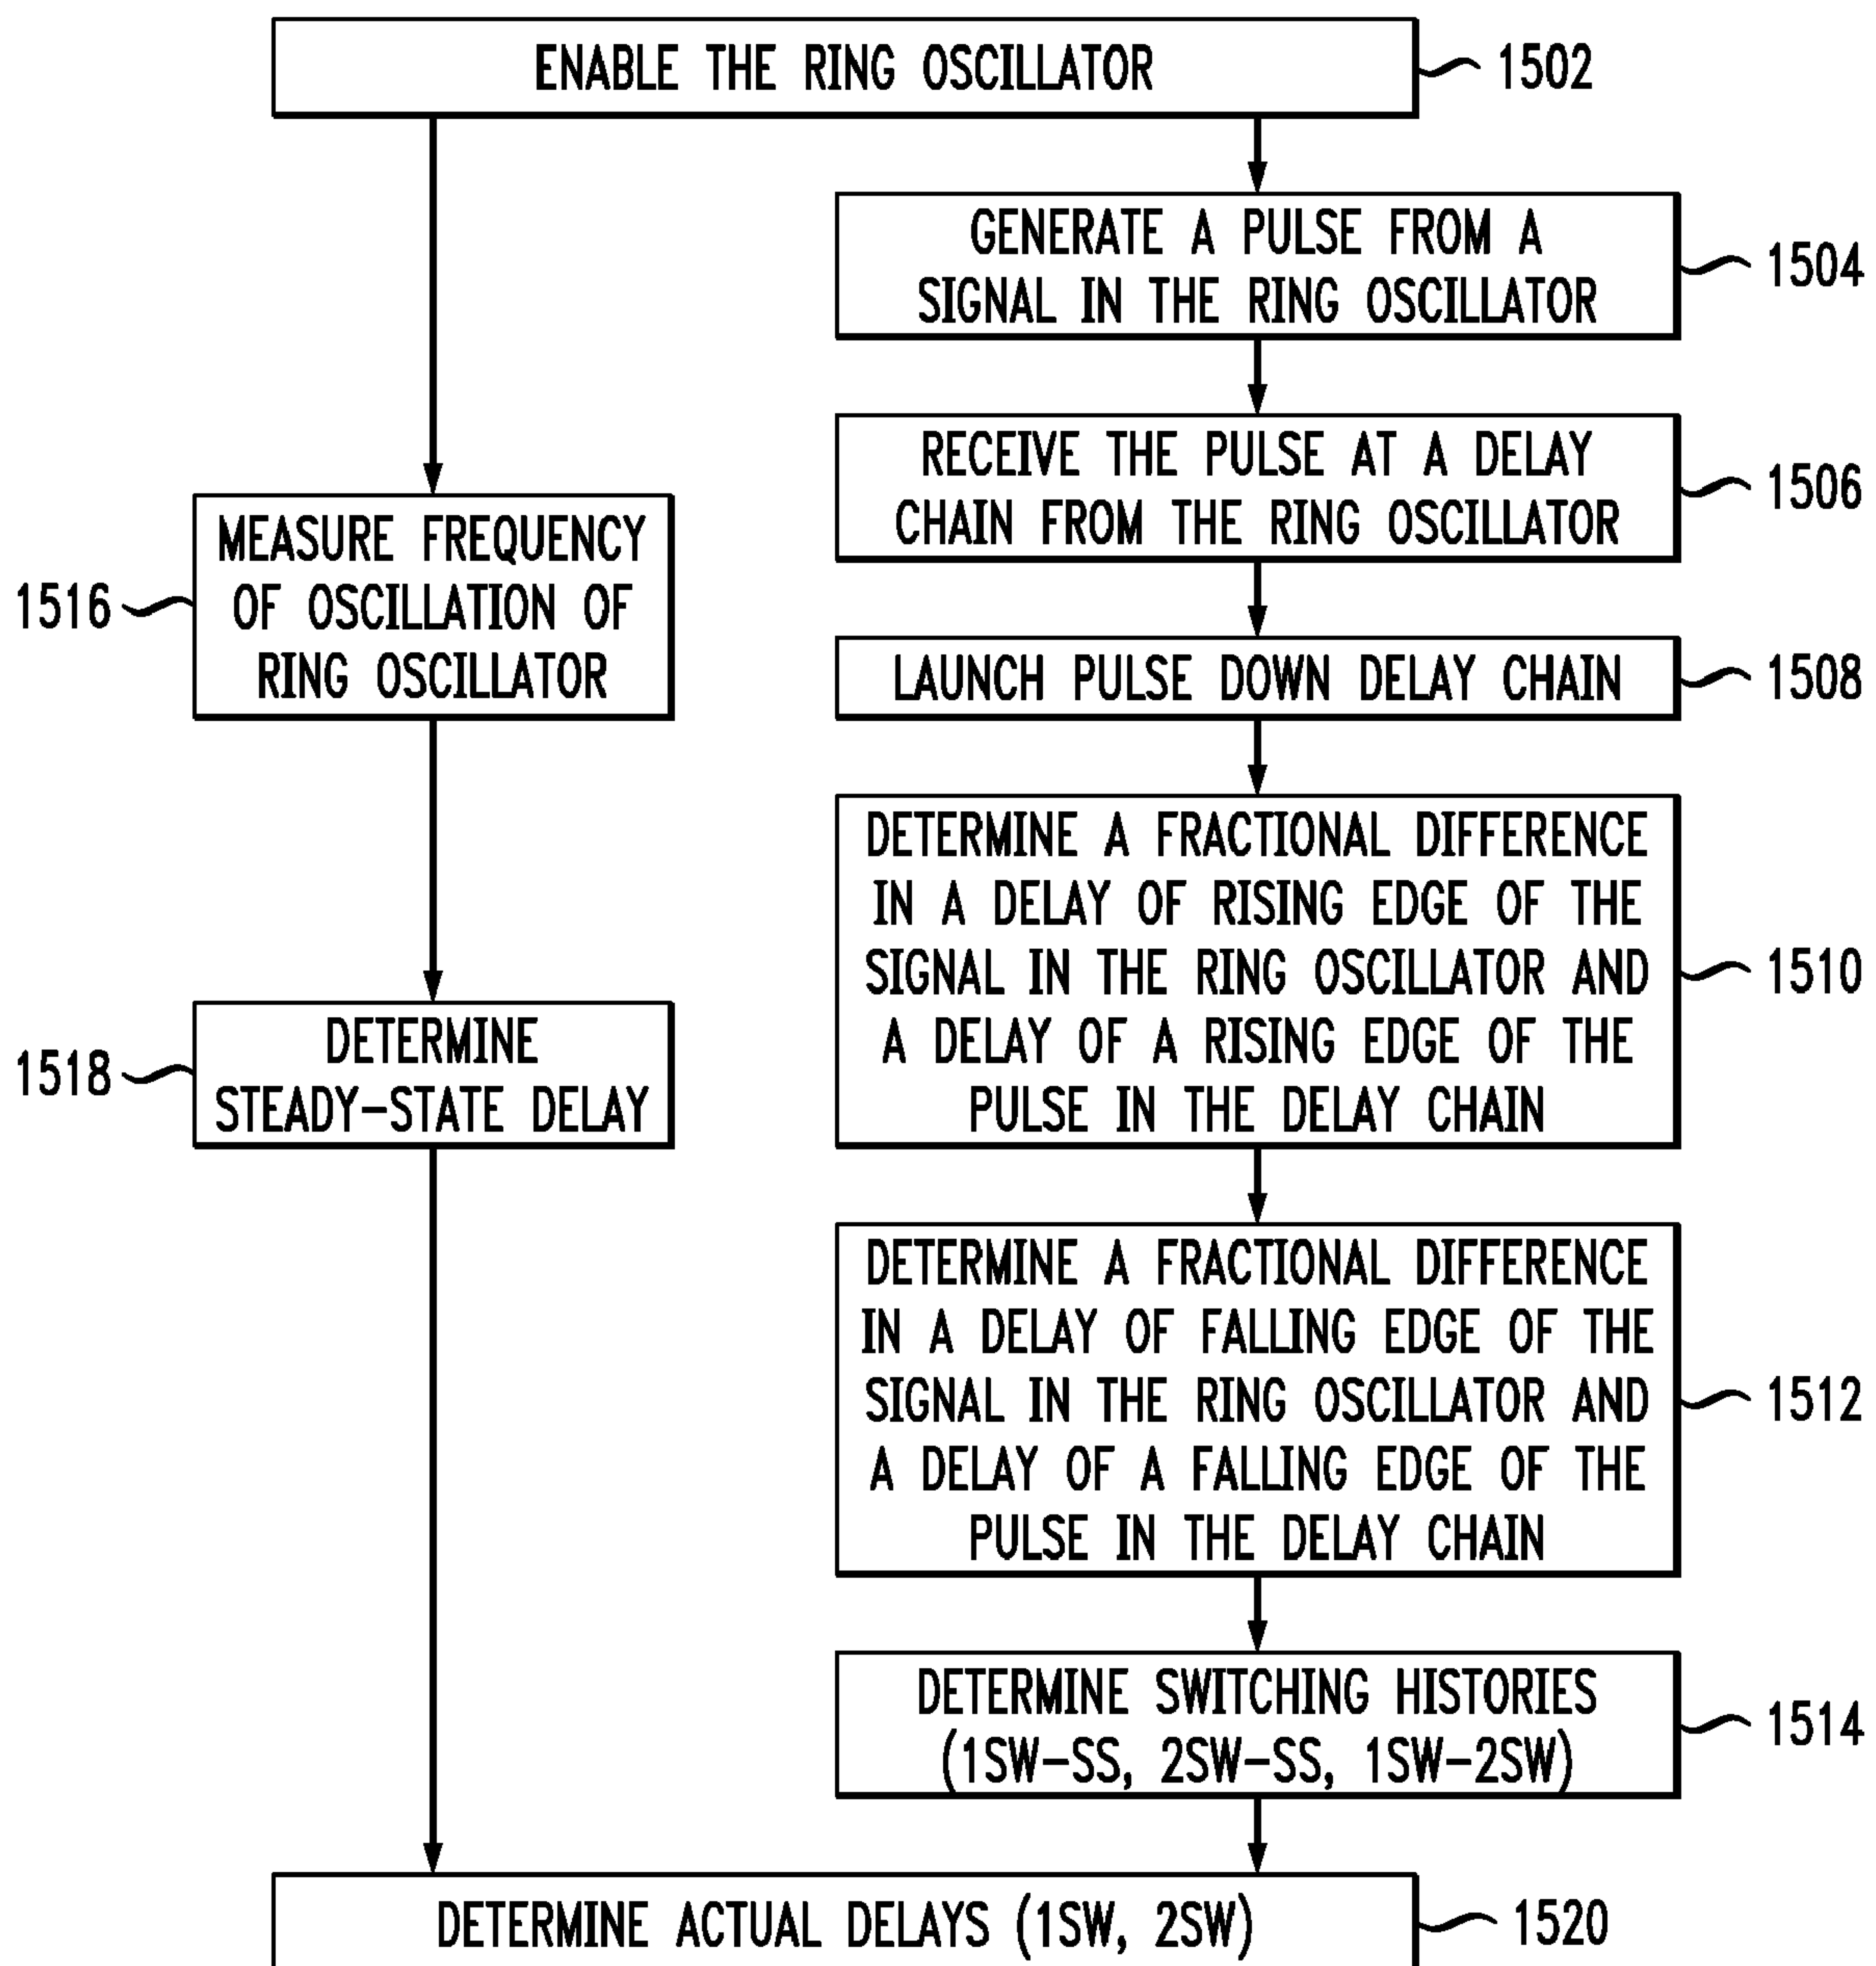 ENABLE THE RING OSCILLATOR
1502
GENERATE A PULSE FROM A
SIGNAL IN THE RING OSCILLATOR
1504
RECEIVE THE PULSE AT A DELAY
CHAIN FROM THE RING OSCILLATOR
1506
MEASURE FREQUENCY
OF OSCILLATION OF
RING OSCILLATOR
1516
LAUNCH PULSE DOWN DELAY CHAIN
1508
DETERMINE A FRACTIONAL DIFFERENCE
IN A DELAY OF RISING EDGE OF THE
SIGNAL IN THE RING OSCILLATOR AND
A DELAY OF A RISING EDGE OF THE
PULSE IN THE DELAY CHAIN
1510
DETERMINE
STEADY-STATE DELAY
1518
DETERMINE A FRACTIONAL DIFFERENCE
IN A DELAY OF FALLING EDGE OF THE
SIGNAL IN THE RING OSCILLATOR AND
A DELAY OF A FALLING EDGE OF THE
PULSE IN THE DELAY CHAIN
1512
DETERMINE SWITCHING HISTORIES
(1SW-SS, 2SW-SS, 1SW-2SW)
1514
DETERMINE ACTUAL DELAYS (1SW, 2SW)
1520